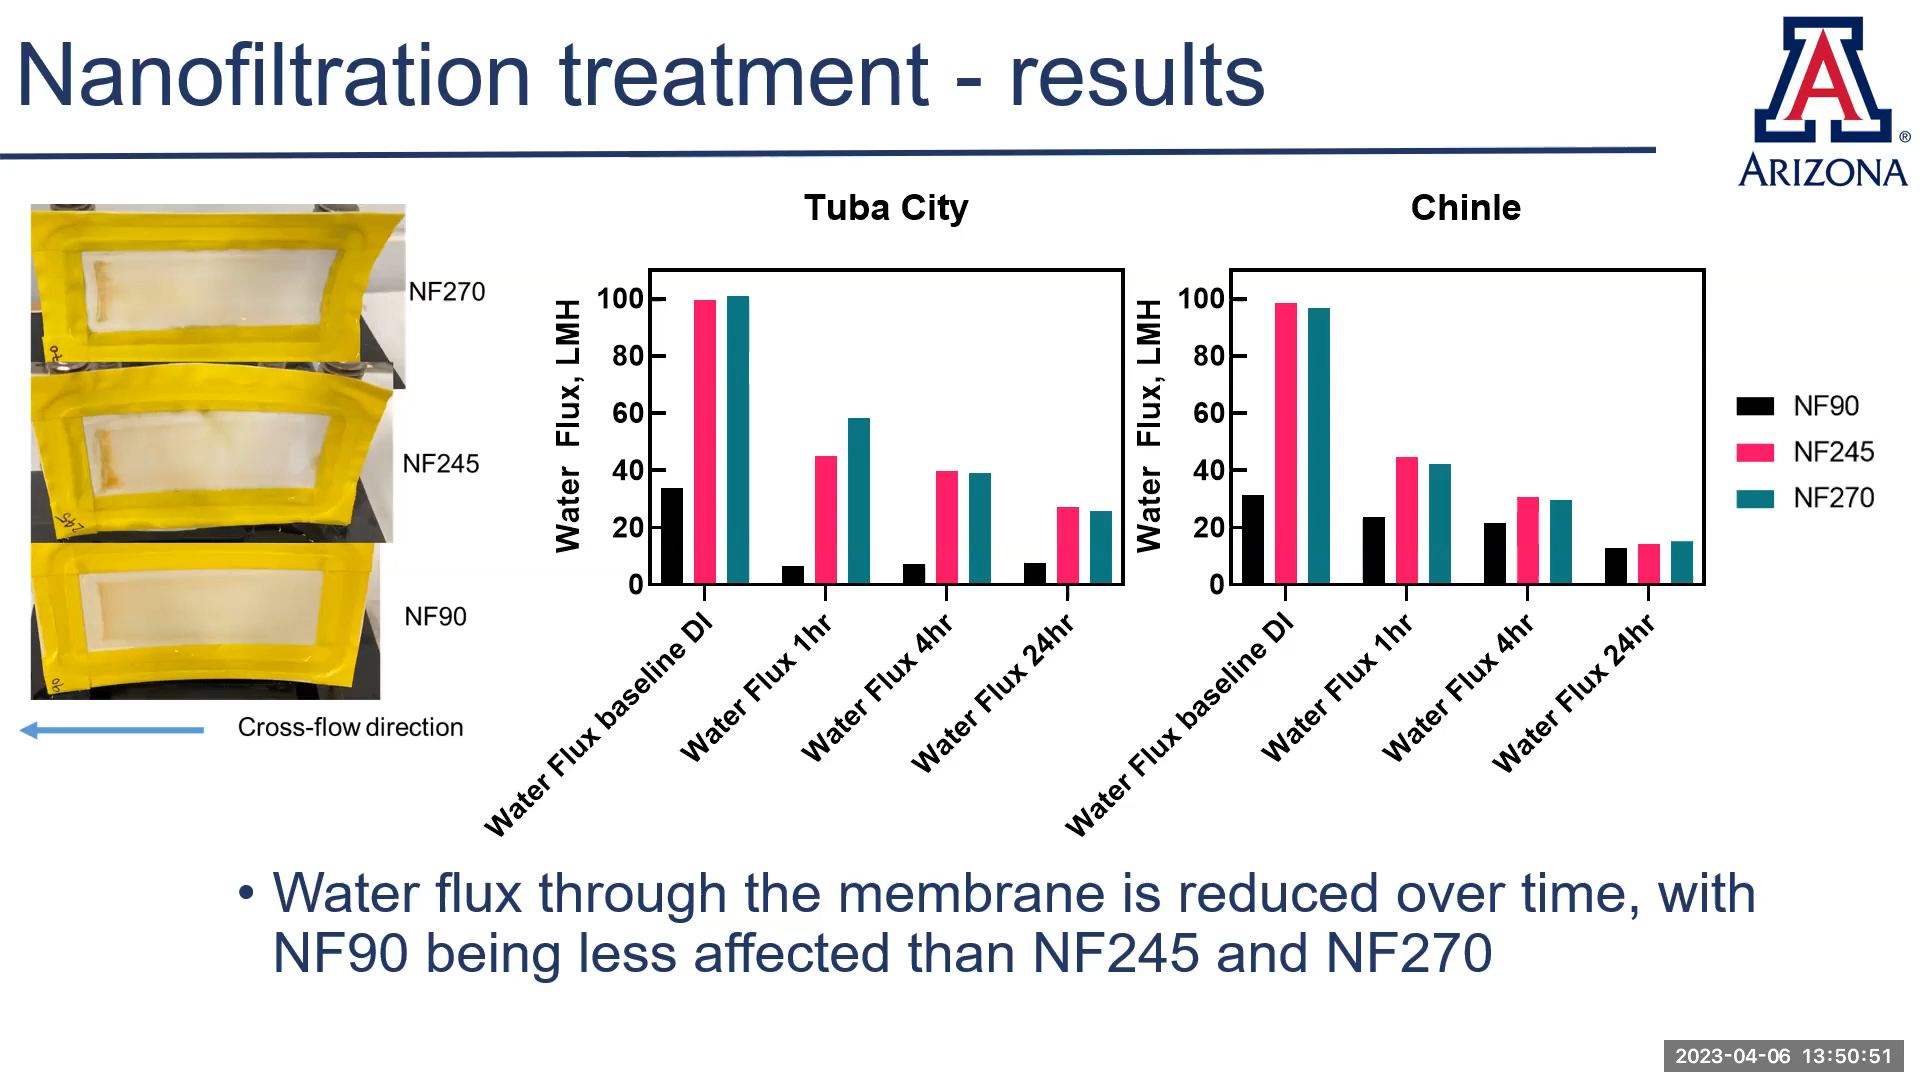 Nanofiltration treatment - results
ARIZONA
®
NF270
NF245
NF90
Cross-flow direction
Tuba City
Water Flux, LMH
100
80
60
40
20
0
Water Flux baseline DI
Water Flux 1hr
Water Flux 4hr
Water Flux 24hr
Chinle
Water Flux, LMH
100
80
60
40
20
0
Water Flux baseline DI
Water Flux 1hr
Water Flux 4hr
Water Flux 24hr
NF90
NF245
NF270
• Water flux through the membrane is reduced over time, with
NF90 being less affected than NF245 and NF270
2023-04-06 13:50:51